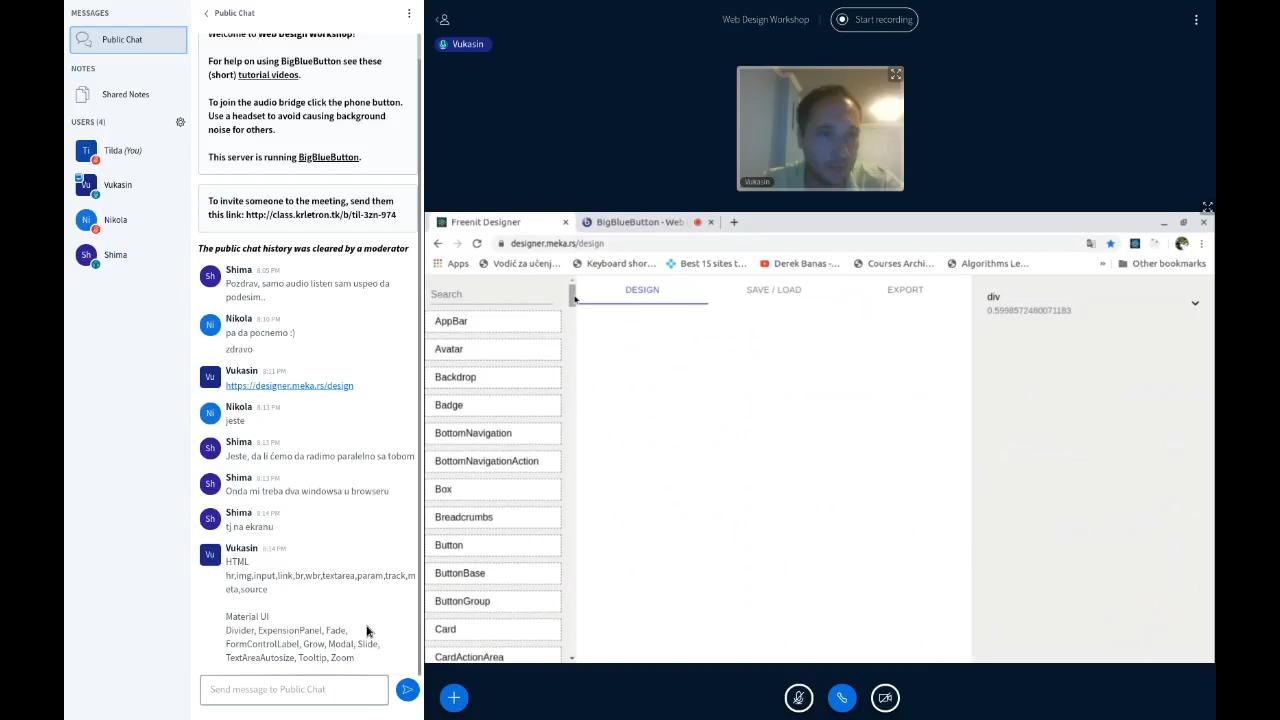 MESSAGES
Public Chat
NOTES
Shared Notes
USERS (4)
Ti
Tilda (You)
Vu
Vukasin
Ni
Nikola
Sh
Shima
Public Chat
Welcome to Web Design Workshop!
For help on using BigBlueButton see these
(short) tutorial videos.
To join the audio bridge click the phone button.
Use a headset to avoid causing background
noise for others.
This server is running BigBlueButton.
To invite someone to the meeting, send them
this link: http://class.krletron.tk/b/til-3zn-974
The public chat history was cleared by a moderator
Sh
Shima 8:05 PM
Pozdrav, samo audio listen sam uspeo da
podesim..
Ni
Nikola 8:10 PM
pa da pocnemo :)
zdravo
Vu
Vukasin 8:11 PM
https://designer.meka.rs/design
Ni
Nikola 8:13 PM
jeste
Sh
Shima 8:13 PM
Jeste, da li ćemo da radimo paralelno sa tobom
Sh
Shima 8:13 PM
Onda mi treba dva windowsa u browseru
Sh
Shima 8:14 PM
tj na ekranu
Vu
Vukasin 8:14 PM
HTML
hr,img,input,link,br,wbr,textarea,param,track,m
eta,source
Material UI
Divider, ExpensionPanel, Fade,
FormControlLabel, Grow, Modal, Slide,
TextAreaAutosize, Tooltip, Zoom
Send message to Public Chat
Web Design Workshop
Start recording
Vukasin
Vukasin
Freenit Designer
BigBlueButton - Web
designer.meka.rs/design
Apps
Vodič za učenj...
Keyboard shor...
Best 15 sites t...
Derek Banas -...
Courses Archi...
Algorithms Le...
»
Other bookmarks
Search
AppBar
Avatar
Backdrop
Badge
BottomNavigation
BottomNavigationAction
Box
Breadcrumbs
Button
ButtonBase
ButtonGroup
Card
CardActionArea
DESIGN
SAVE / LOAD
EXPORT
div
0.5998572480071183